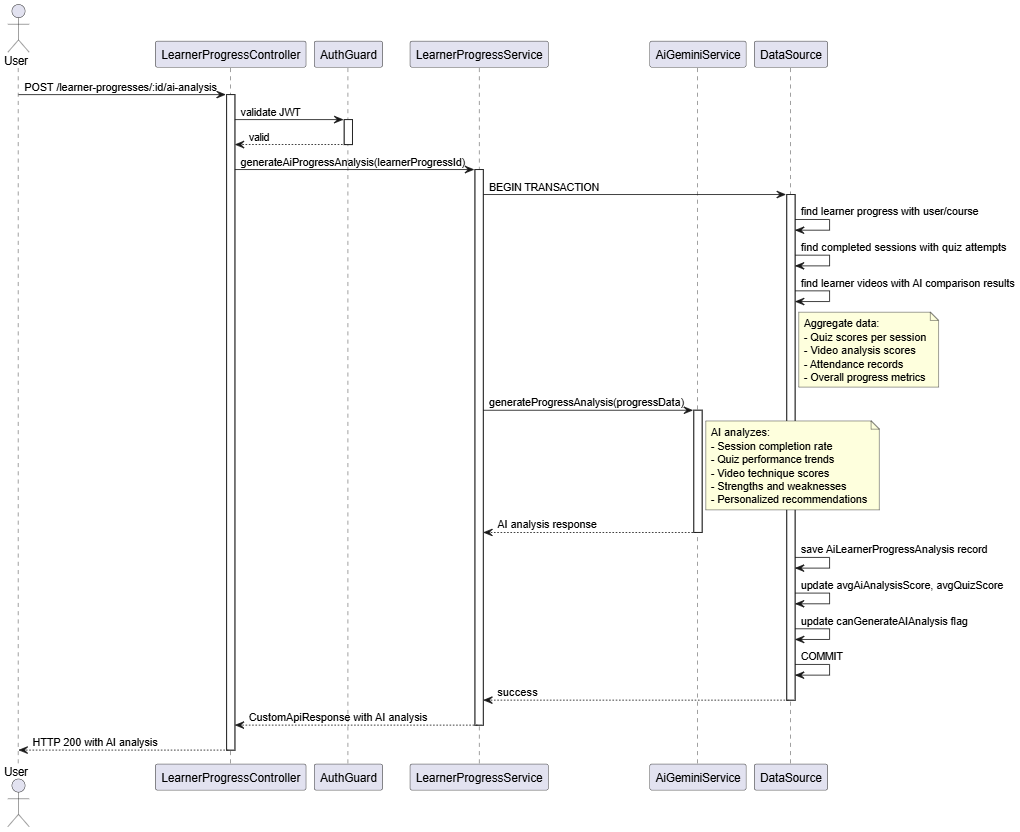 User
LearnerProgressController
AuthGuard
LearnerProgressService
AiGeminiService
DataSource
POST /learner-progresses/:id/ai-analysis
validate JWT
valid
generateAiProgressAnalysis(learnerProgressId)
BEGIN TRANSACTION
find learner progress with user/course
find completed sessions with quiz attempts
find learner videos with AI comparison results
Aggregate data:
- Quiz scores per session
- Video analysis scores
- Attendance records
- Overall progress metrics
generateProgressAnalysis(progressData)
AI analyzes:
- Session completion rate
- Quiz performance trends
- Video technique scores
- Strengths and weaknesses
- Personalized recommendations
AI analysis response
save AiLearnerProgressAnalysis record
update avgAiAnalysisScore, avgQuizScore
update canGenerateAIAnalysis flag
COMMIT
success
CustomApiResponse with AI analysis
HTTP 200 with AI analysis
User
LearnerProgressController
AuthGuard
LearnerProgressService
AiGeminiService
DataSource